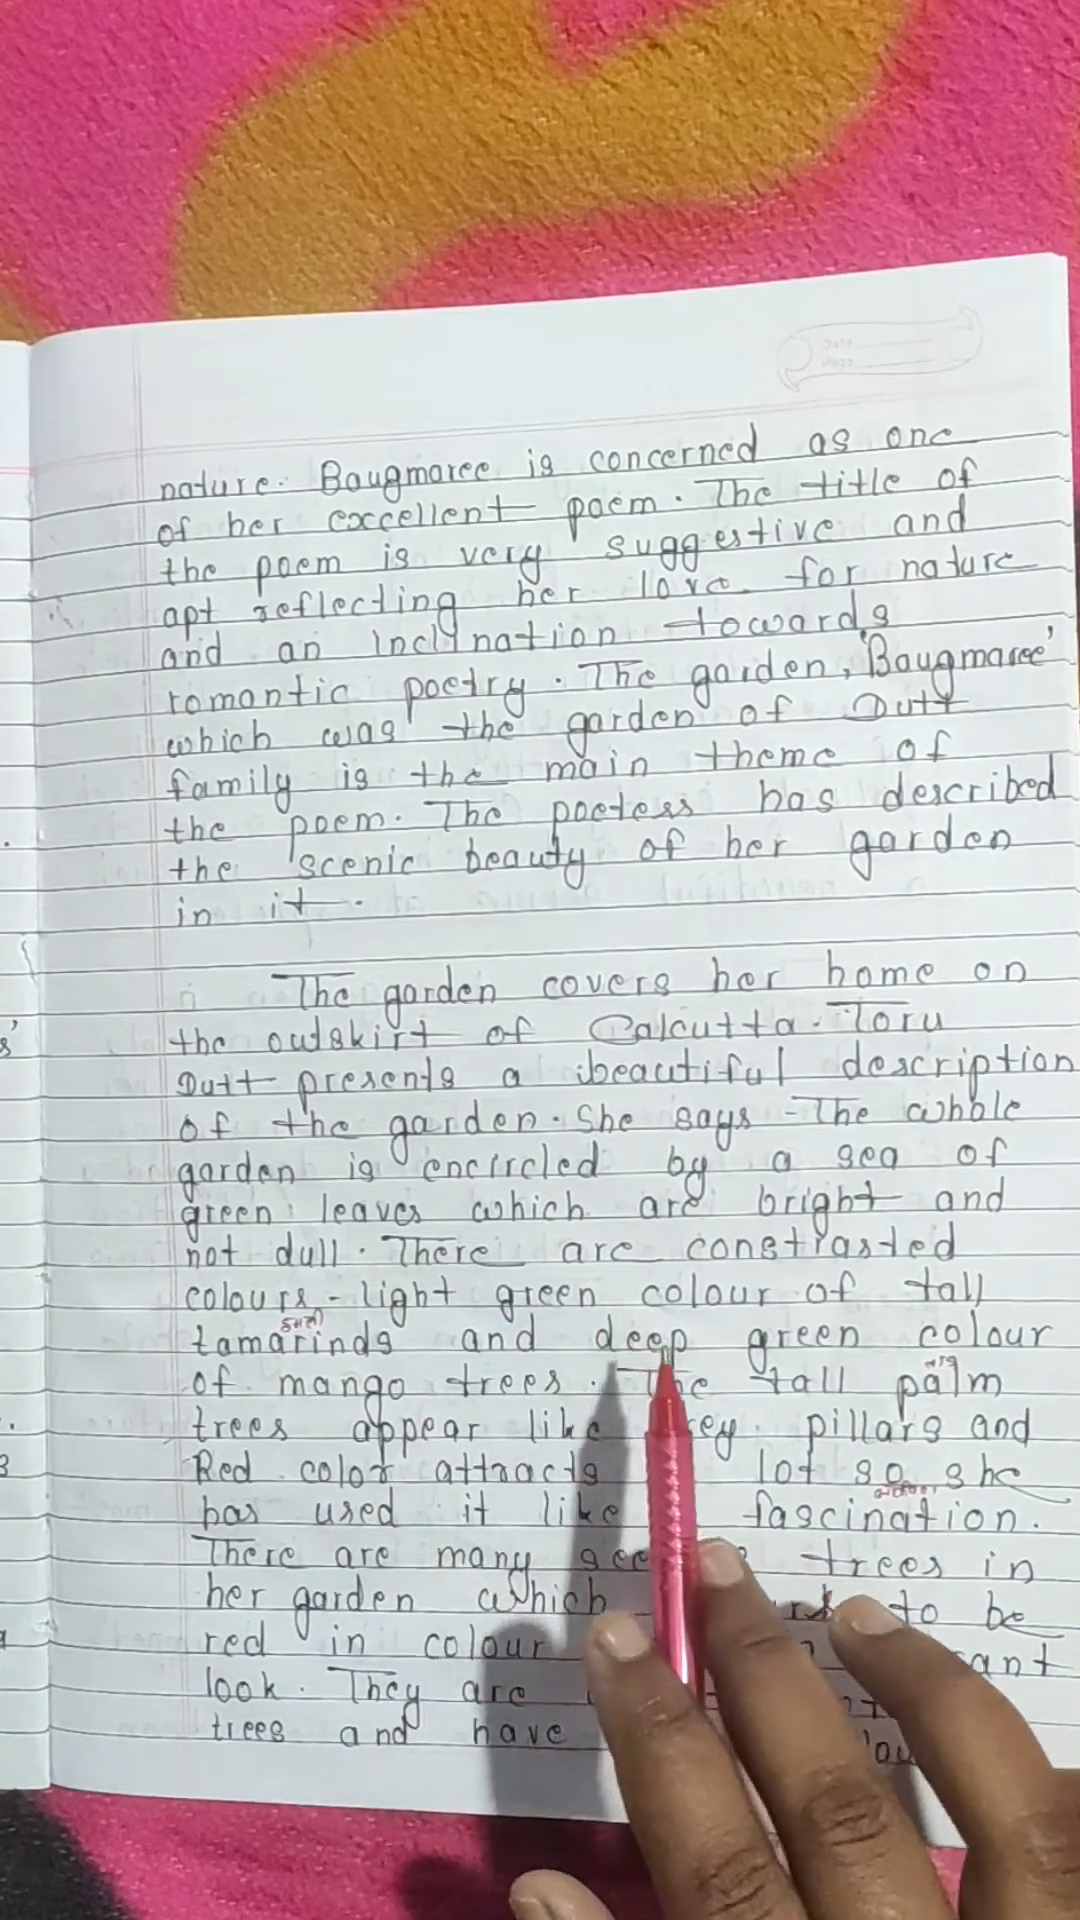 nature. Baugmaree is concerned as one
of her excellent poem. The title of
the poem is very suggestive and
apt reflecting her love for nature
and an inclination towards
romantic poetry. The garden, 'Baugmaree'
which was the garden of Dutt
family is the main theme of
the poem. The poetess has described
the scenic beauty of her garden
in it.
The garden covers her home on
the outskirt of Calcutta. Toru
Dutt presents a beautiful description
of the garden. She says - The whole
garden is encircled by a sea of
green leaves which are bright and
not dull. There are constrasted
colours - light green colour of tall
इमली
tamarinds and deep green colour
of mango trees. The tall palm
trees appear like pillars and
Red color attracts lot so she
has used it like fascination.
There are many trees in
her garden which to be
red in colour
look. They are
trees and have